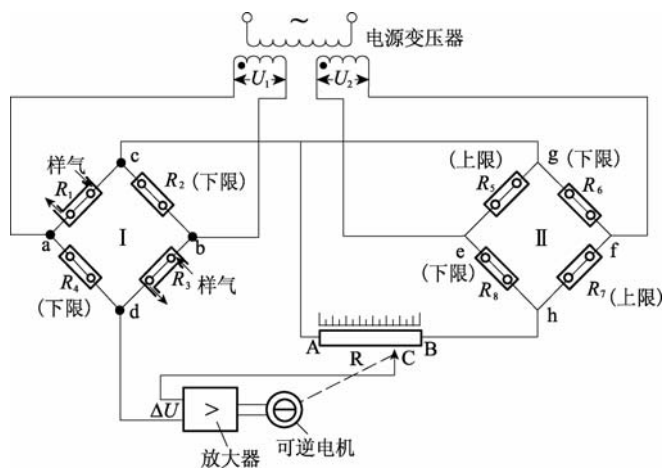 ~
电源变压器
U1 U2
样气 c g
R1 R2 (下限) (上限) R5 (下限) R6
a I b e II f
R4 (下限) R3 样气 (下限) R8 R7 (上限)
d h
A R C B
ΔU > 放大器
可逆电机